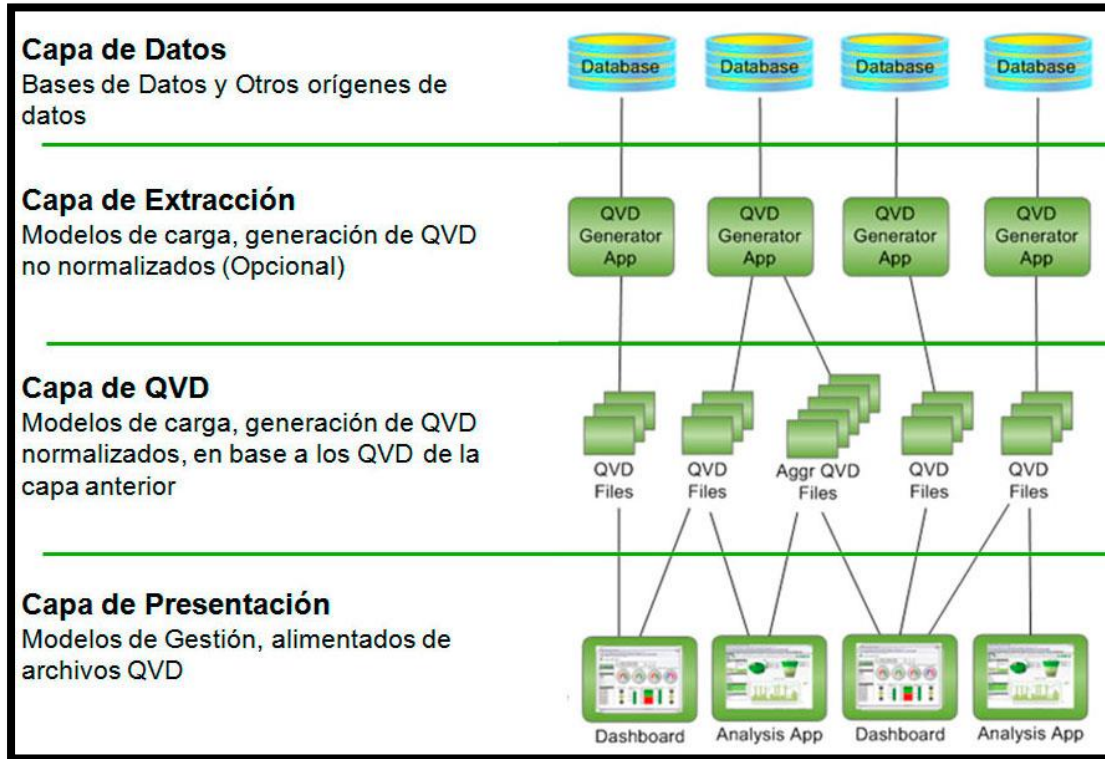 Capa de Datos
Bases de Datos y Otros orígenes de
datos
Database Database Database Database
Capa de Extracción
Modelos de carga, generación de QVD
no normalizados (Opcional)
QVD QVD QVD QVD
Generator Generator Generator Generator
App App App App
Capa de QVD
Modelos de carga, generación de QVD
normalizados, en base a los QVD de la
capa anterior
QVD QVD Aggr QVD QVD QVD
Files Files Files Files Files
Capa de Presentación
Modelos de Gestión, alimentados de
archivos QVD
Dashboard Analysis App Dashboard Analysis App